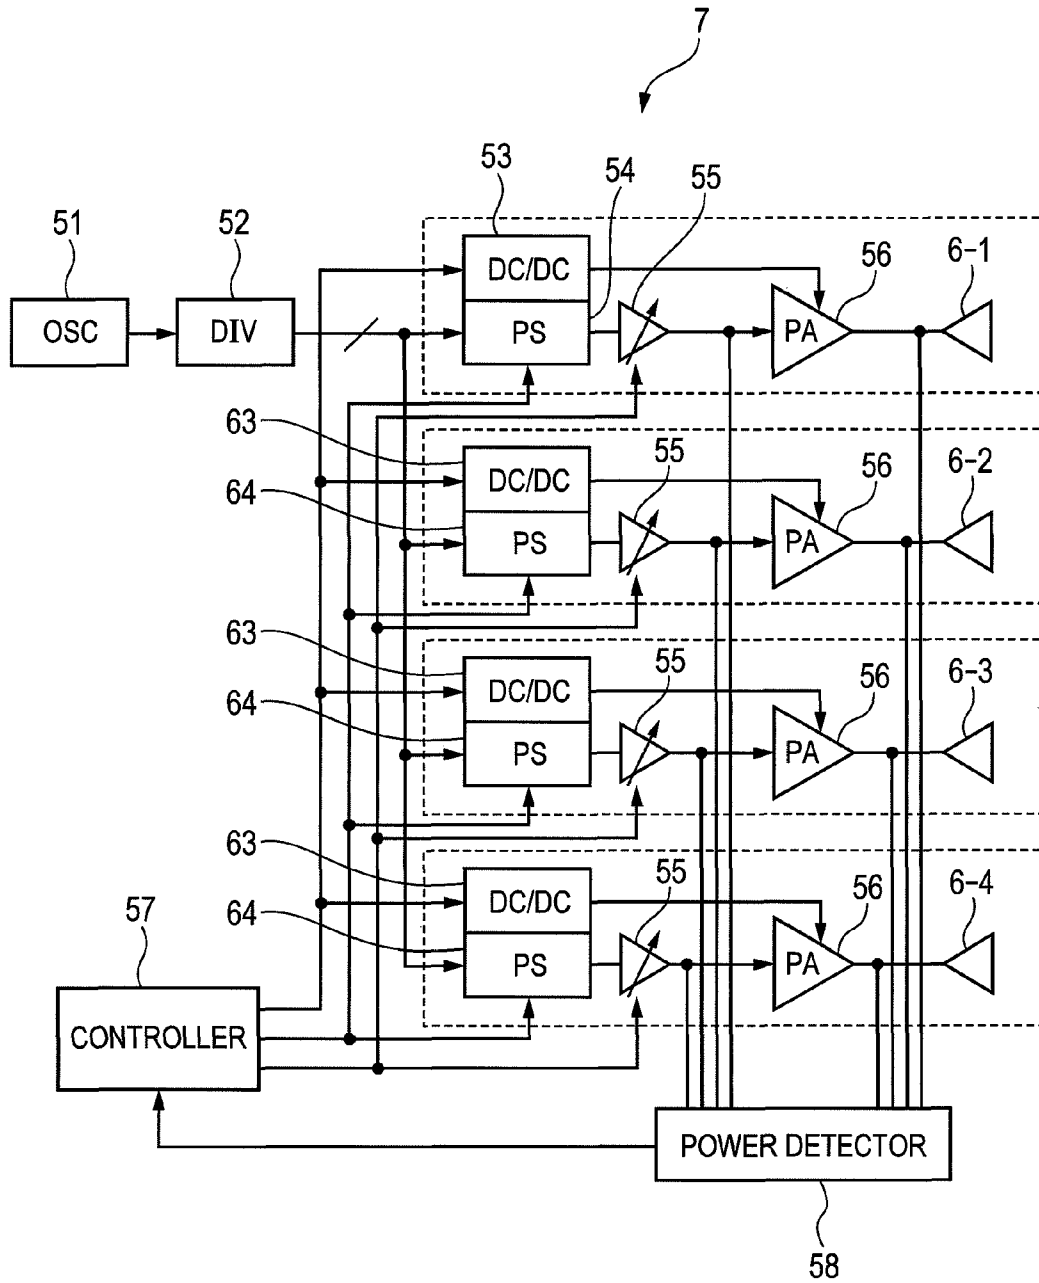 7
53
54
55
51
52
56
6-1
DC/DC
OSC
DIV
PS
PA
63
55
56
6-2
DC/DC
64
PS
PA
63
55
56
6-3
DC/DC
64
PS
PA
63
55
56
6-4
DC/DC
64
57
PS
PA
CONTROLLER
POWER DETECTOR
58